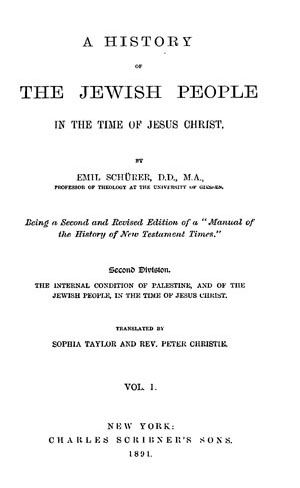 A HISTORY
OF
THE JEWISH PEOPLE
IN THE TIME OF JESUS CHRIST.
BY
EMIL SCHÜRER, D.D., M.A.,
PROFESSOR OF THEOLOGY AT THE UNIVERSITY OF GIESSEN.
Being a Second and Revised Edition of a "Manual of
the History of New Testament Times."
Second Division.
THE INTERNAL CONDITION OF PALESTINE, AND OF THE
JEWISH PEOPLE, IN THE TIME OF JESUS CHRIST.
TRANSLATED BY
SOPHIA TAYLOR AND REV. PETER CHRISTIE.
VOL. I.
NEW YORK:
CHARLES SCRIBNER'S SONS.
1891.